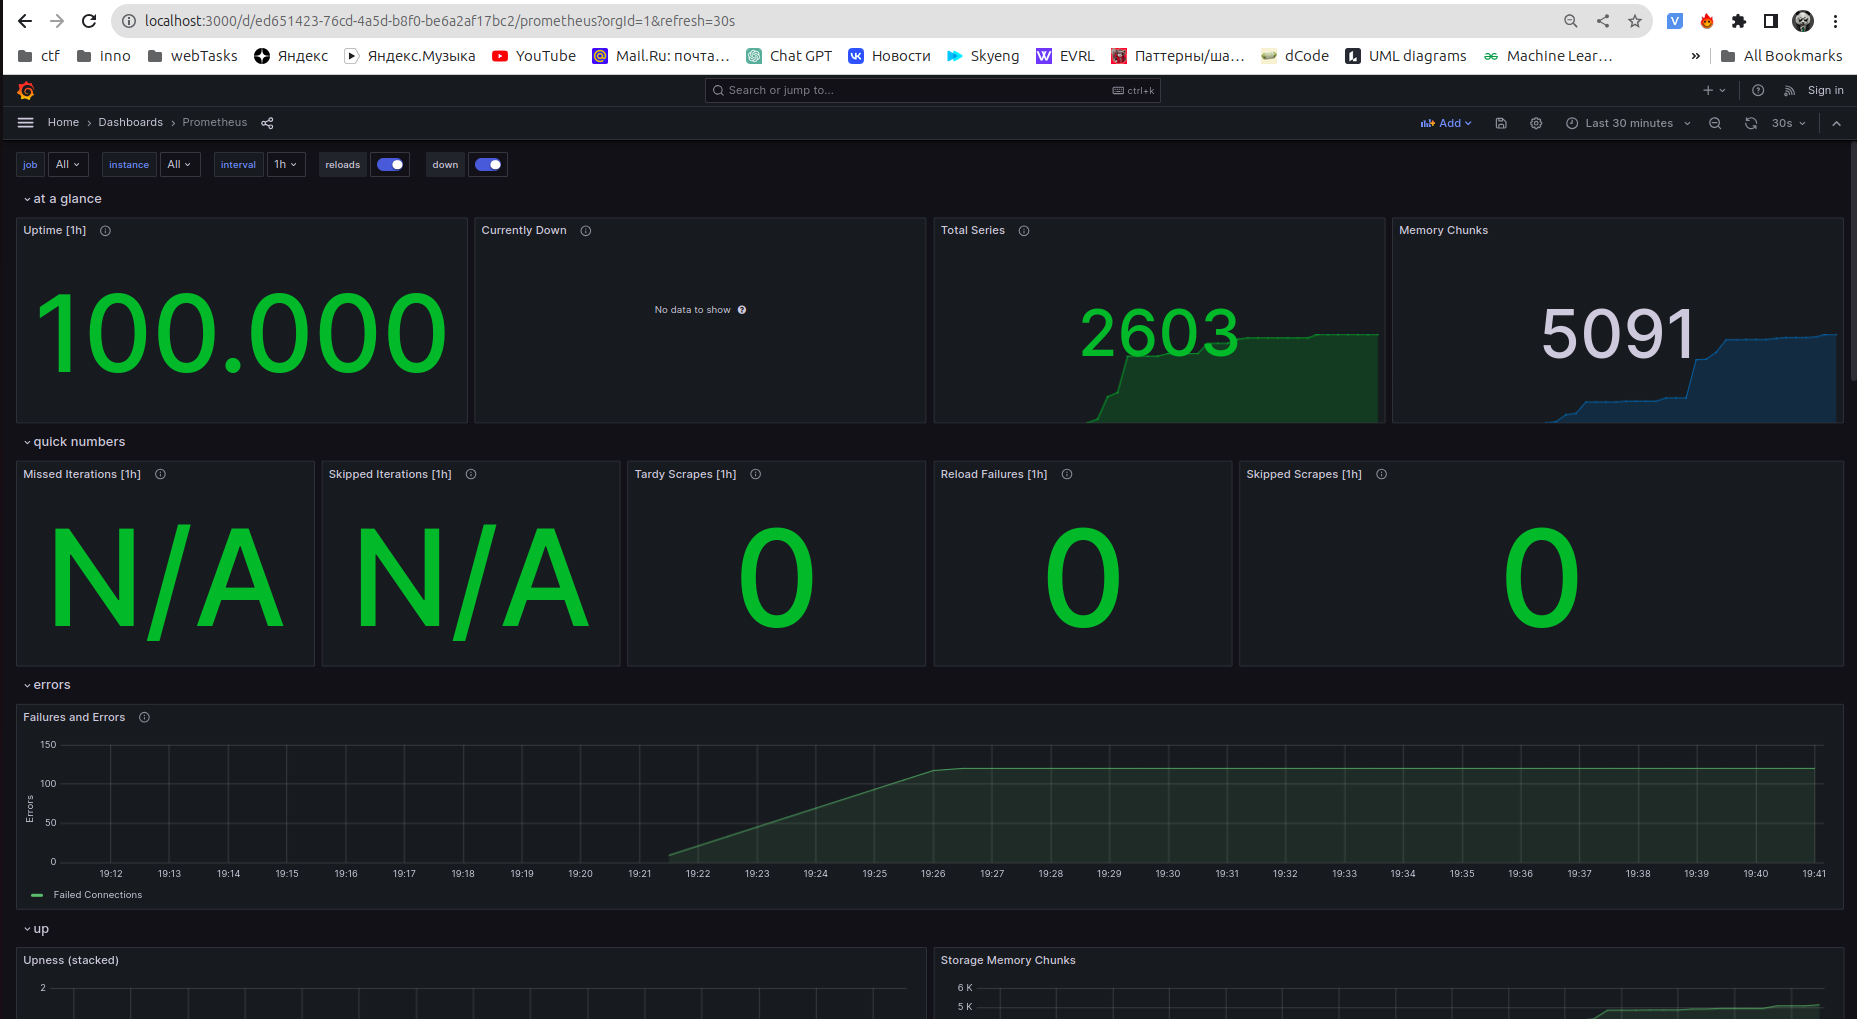 localhost:3000/d/ed651423-76cd-4a5d-b8f0-be6a2af17bc2/prometheus?orgId=1&refresh=30s
ctf inno webTasks Яндекс Яндекс.Музыка YouTube Mail.Ru: почта... Chat GPT Новости Skyeng EVRL Паттерны/ша... dCode UML diagrams Machine Lear... » All Bookmarks
Search or jump to... ctrl+k Sign in
Home › Dashboards › Prometheus Add Last 30 minutes 30s
job All instance All interval 1h reloads down
at a glance
Uptime [1h] Currently Down Total Series Memory Chunks
100.000 No data to show 2603 5091
quick numbers
Missed Iterations [1h] Skipped Iterations [1h] Tardy Scrapes [1h] Reload Failures [1h] Skipped Scrapes [1h]
N/A N/A 0 0 0
errors
Failures and Errors
150
100
50
0
Errors
19:12 19:13 19:14 19:15 19:16 19:17 19:18 19:19 19:20 19:21 19:22 19:23 19:24 19:25 19:26 19:27 19:28 19:29 19:30 19:31 19:32 19:33 19:34 19:35 19:36 19:37 19:38 19:39 19:40 19:41
Failed Connections
up
Upness (stacked) Storage Memory Chunks
2 6 K
5 K